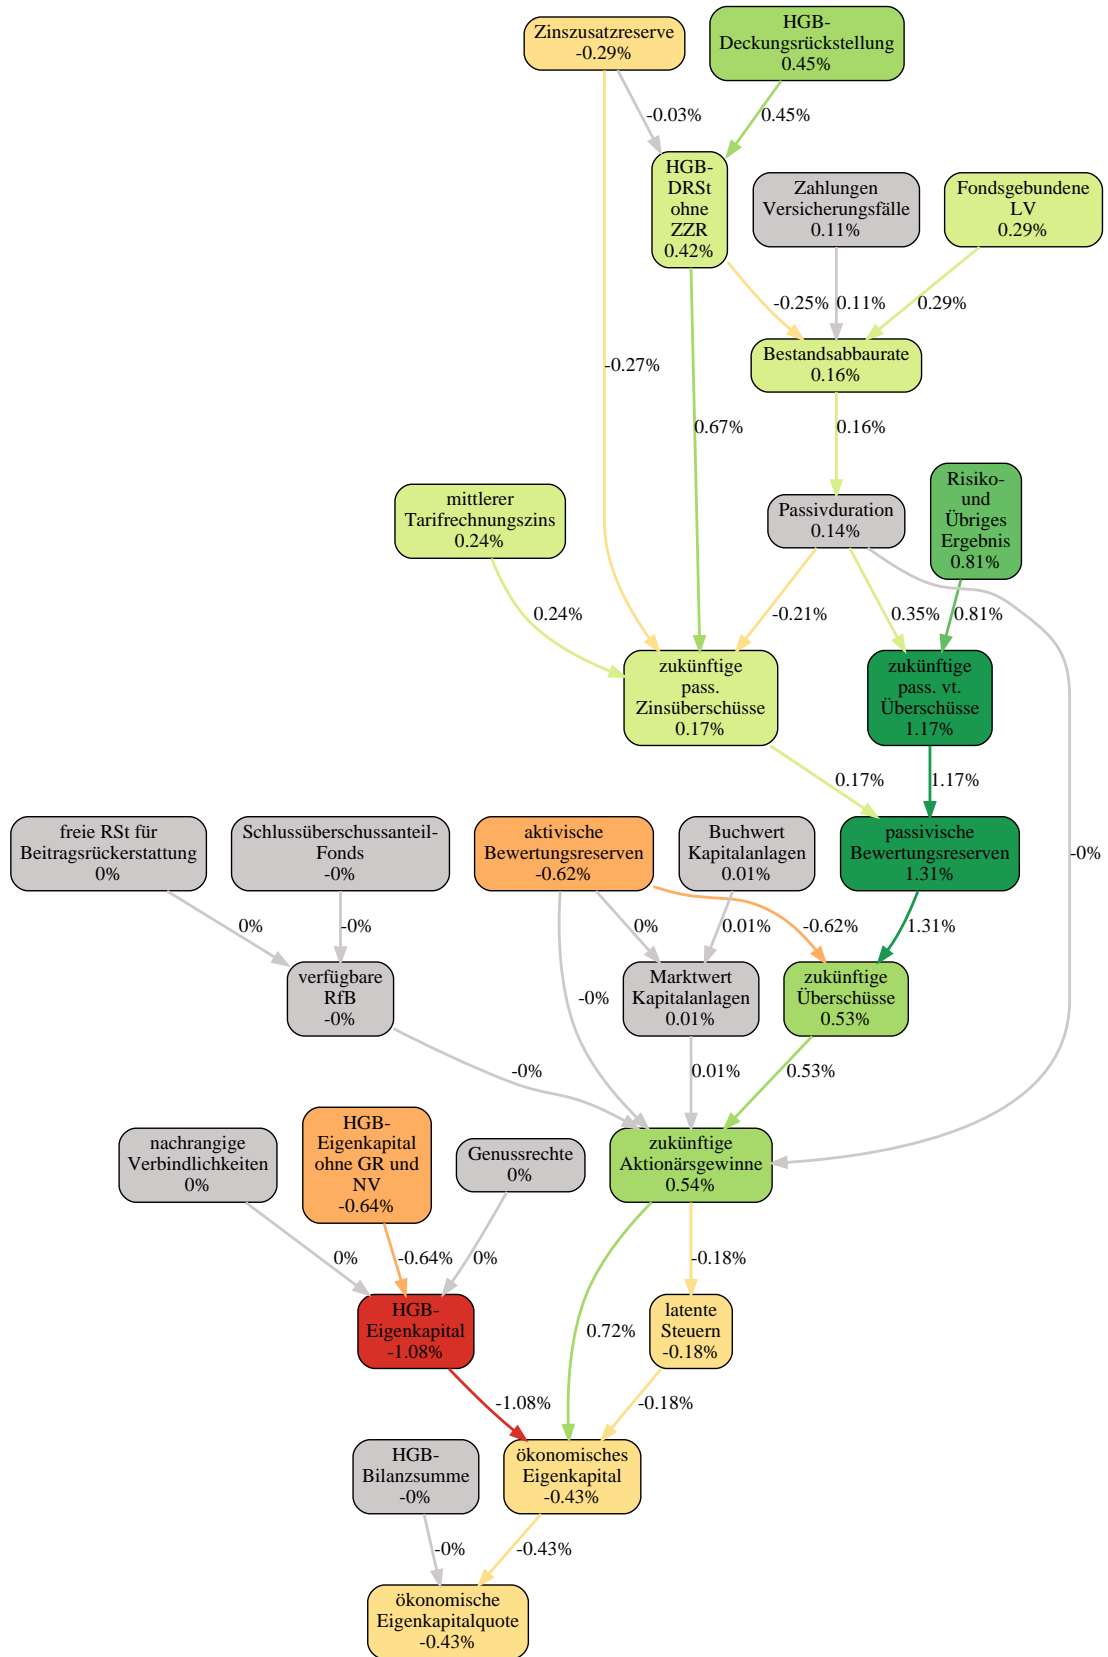 Zinszusatzreserve
-0.29%
HGB-
Deckungsrückstellung
0.45%
-0.03%
0.45%
HGB-
DRSt
ohne
ZZR
0.42%
Zahlungen
Versicherungsfälle
0.11%
Fondsgebundene
LV
0.29%
-0.25%
0.11%
0.29%
Bestandsabbaurate
0.16%
-0.27%
0.67%
0.16%
mittlerer
Tarifrechnungszins
0.24%
Passivduration
0.14%
Risiko-
und
Übriges
Ergebnis
0.81%
0.24%
-0.21%
0.35%
0.81%
zukünftige
pass.
Zinsüberschüsse
0.17%
zukünftige
pass. vt.
Überschüsse
1.17%
0.17%
1.17%
freie RSt für
Beitragsrückerstattung
0%
Schlussüberschussanteil-
Fonds
-0%
aktivische
Bewertungsreserven
-0.62%
Buchwert
Kapitalanlagen
0.01%
passivische
Bewertungsreserven
1.31%
-0%
0%
-0%
0%
0.01%
-0.62%
1.31%
verfügbare
RfB
-0%
-0%
Marktwert
Kapitalanlagen
0.01%
zukünftige
Überschüsse
0.53%
-0%
0.01%
0.53%
nachrangige
Verbindlichkeiten
0%
HGB-
Eigenkapital
ohne GR und
NV
-0.64%
Genussrechte
0%
zukünftige
Aktionärsgewinne
0.54%
0%
-0.64%
0%
-0.18%
HGB-
Eigenkapital
-1.08%
0.72%
latente
Steuern
-0.18%
-1.08%
-0.18%
HGB-
Bilanzsumme
-0%
ökonomisches
Eigenkapital
-0.43%
-0%
-0.43%
ökonomische
Eigenkapitalquote
-0.43%